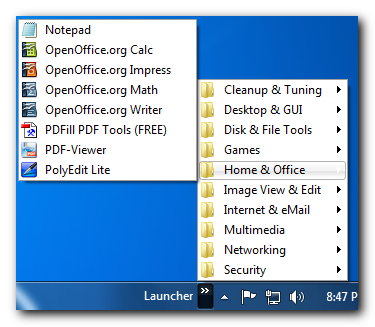 Notepad
OpenOffice.org Calc
OpenOffice.org Impress
OpenOffice.org Math
OpenOffice.org Writer
PDFill PDF Tools (FREE)
PDF-Viewer
PolyEdit Lite
Cleanup & Tuning
Desktop & GUI
Disk & File Tools
Games
Home & Office
Image View & Edit
Internet & eMail
Multimedia
Networking
Security
Launcher
8:47 P